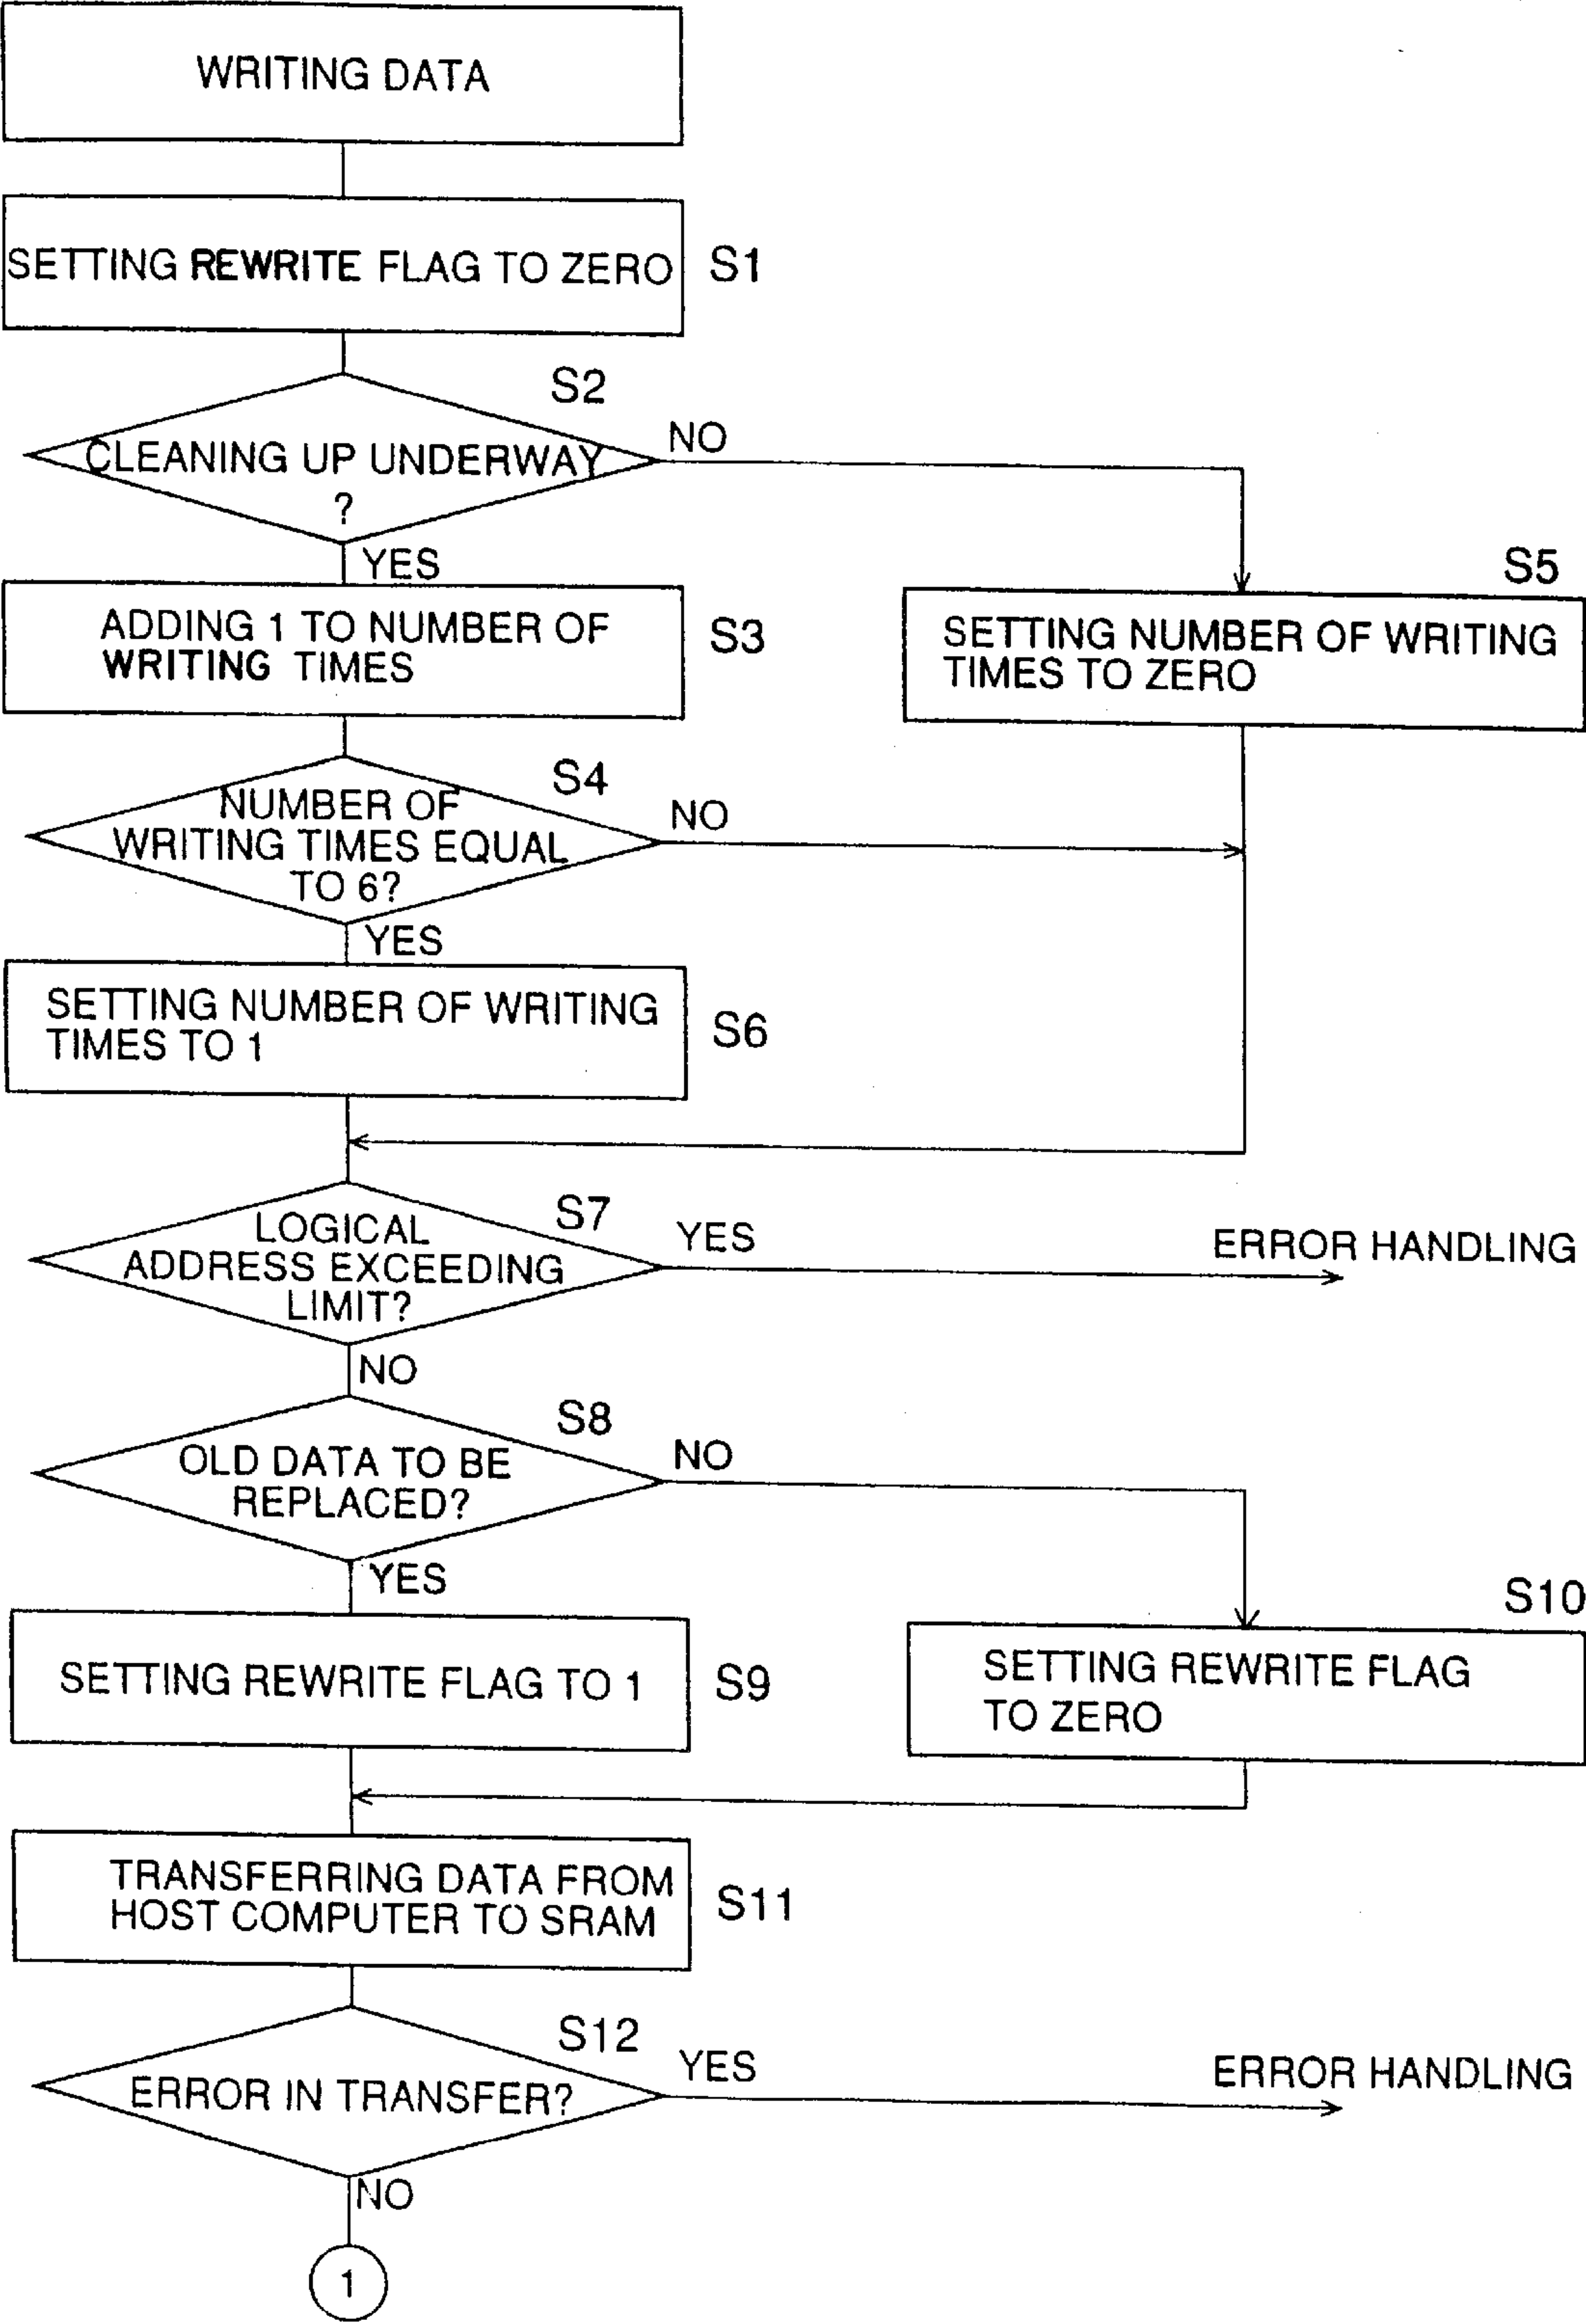 WRITING DATA
SETTING REWRITE FLAG TO ZERO
S1
S2
CLEANING UP UNDERWAY
?
NO
YES
ADDING 1 TO NUMBER OF
WRITING TIMES
S3
S5
SETTING NUMBER OF WRITING
TIMES TO ZERO
S4
NUMBER OF
WRITING TIMES EQUAL
TO 6?
NO
YES
SETTING NUMBER OF WRITING
TIMES TO 1
S6
S7
LOGICAL
ADDRESS EXCEEDING
LIMIT?
YES
ERROR HANDLING
NO
S8
OLD DATA TO BE
REPLACED?
NO
YES
SETTING REWRITE FLAG TO 1
S9
S10
SETTING REWRITE FLAG
TO ZERO
TRANSFERRING DATA FROM
HOST COMPUTER TO SRAM
S11
S12
ERROR IN TRANSFER?
YES
ERROR HANDLING
NO
1